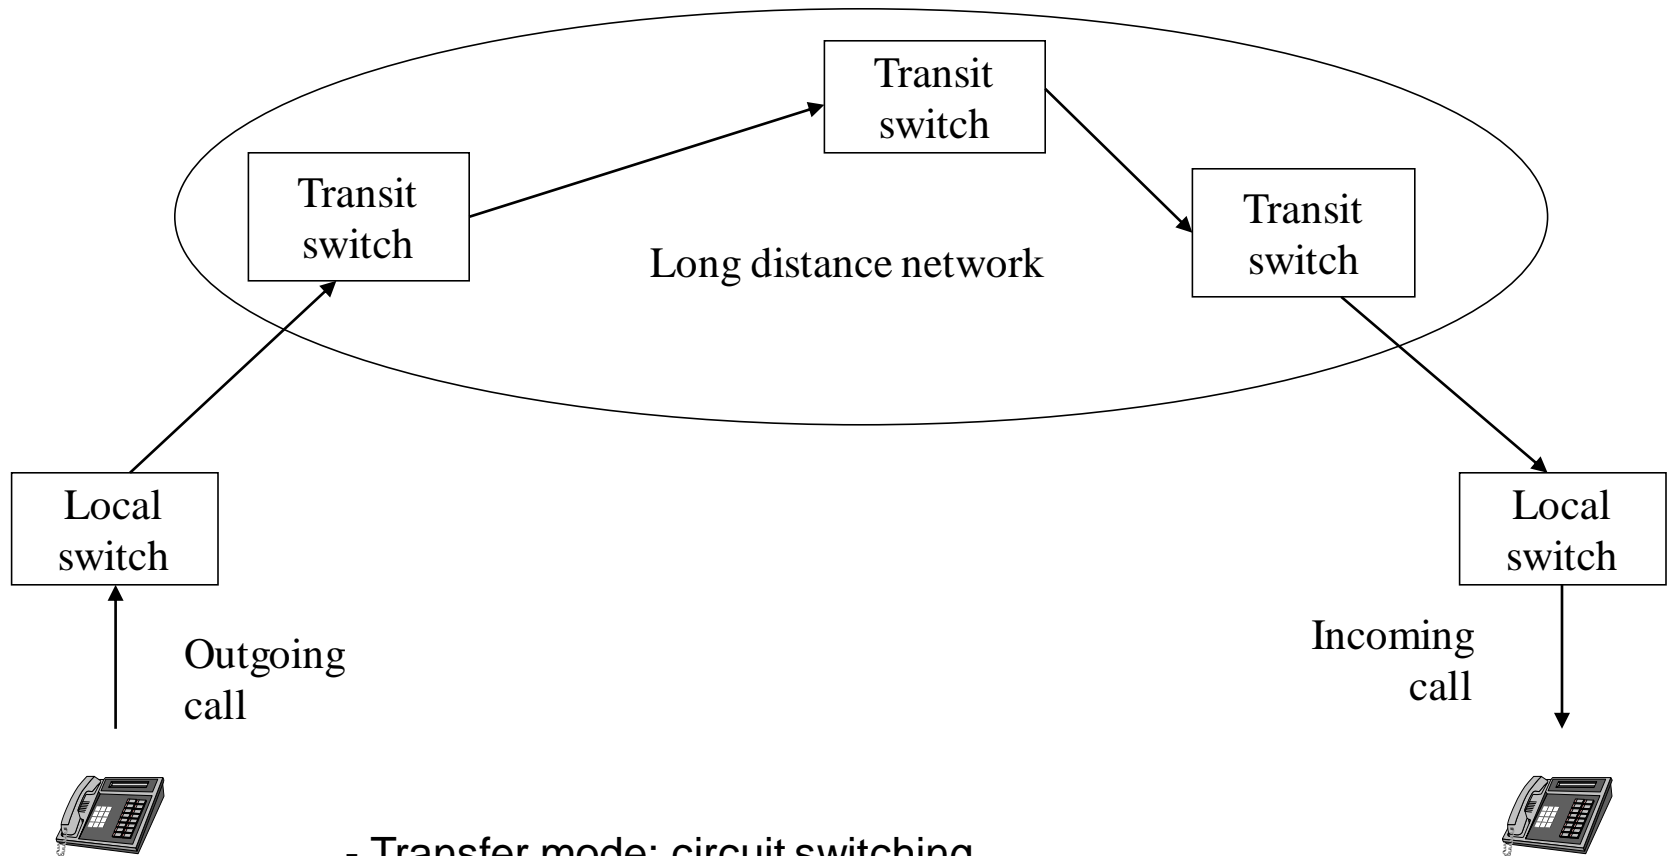 Transit
switch
Transit
switch
Transit
switch
Long distance network
Local
switch
Local
switch
Outgoing
call
Incoming
call
- Transfer mode: circuit switching